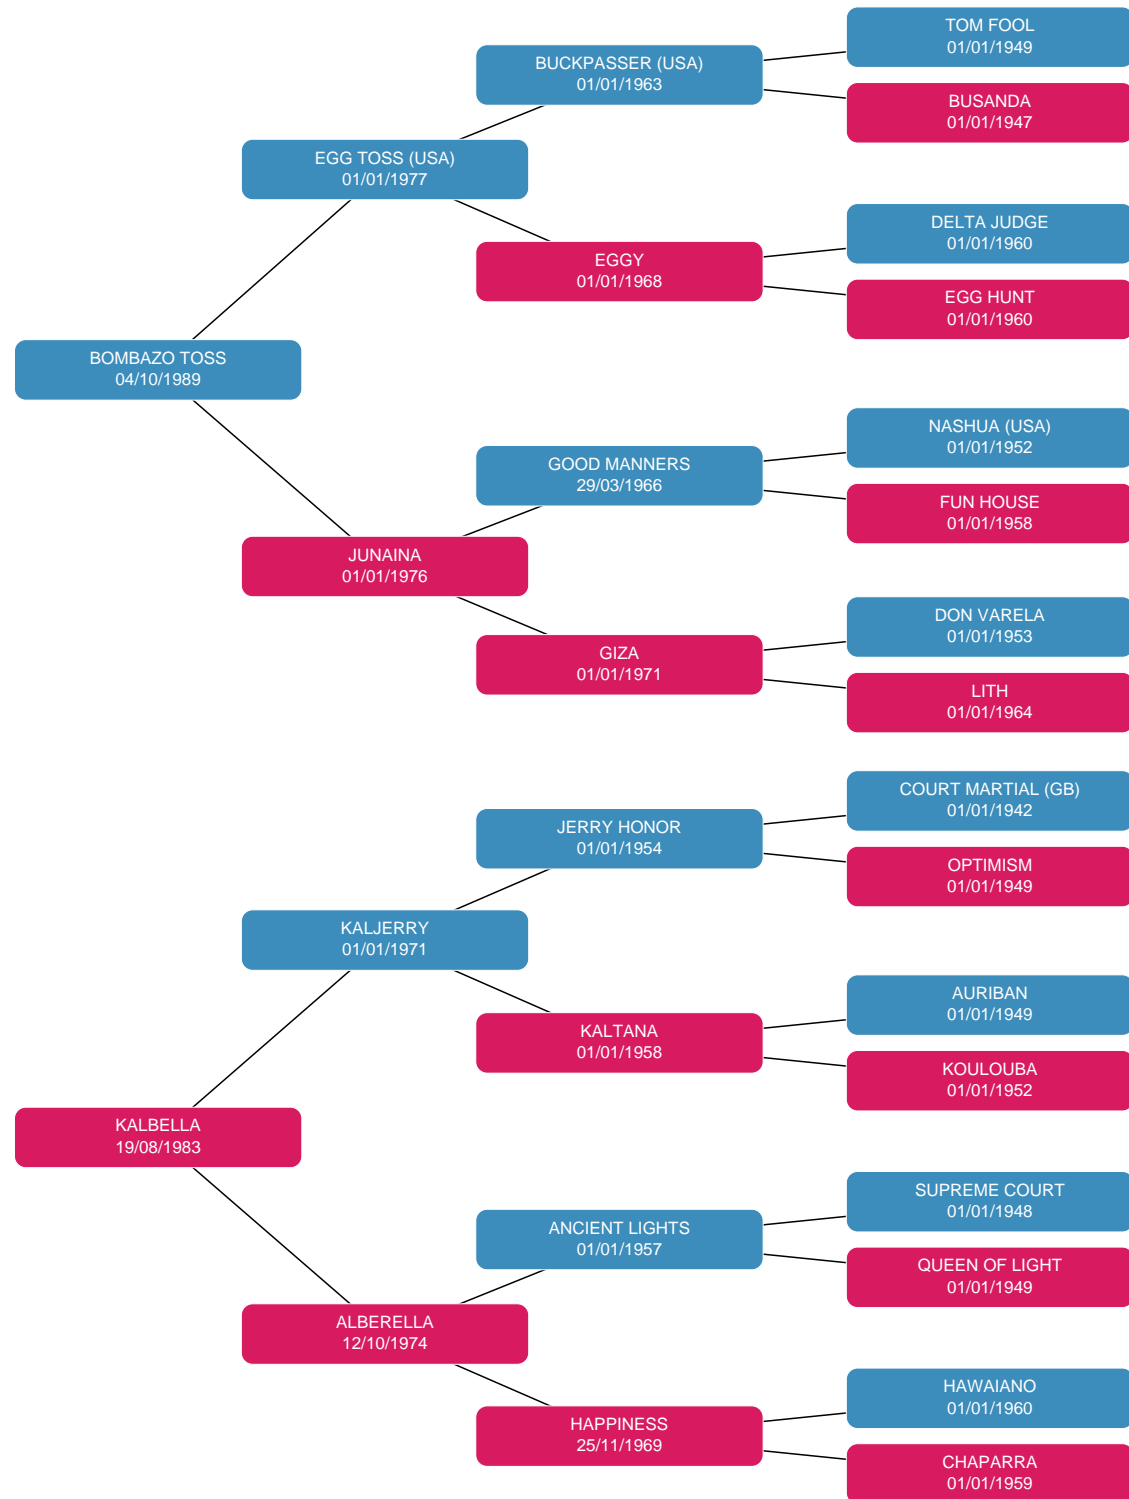 TOM FOOL
01/01/1949
BUCKPASSER (USA)
01/01/1963
BUSANDA
01/01/1947
EGG TOSS (USA)
01/01/1977
DELTA JUDGE
01/01/1960
EGGY
01/01/1968
EGG HUNT
01/01/1960
BOMBAZO TOSS
04/10/1989
NASHUA (USA)
01/01/1952
GOOD MANNERS
29/03/1966
FUN HOUSE
01/01/1958
JUNAINA
01/01/1976
DON VARELA
01/01/1953
GIZA
01/01/1971
LITH
01/01/1964
COURT MARTIAL (GB)
01/01/1942
JERRY HONOR
01/01/1954
OPTIMISM
01/01/1949
KALJERRY
01/01/1971
AURIBAN
01/01/1949
KALTANA
01/01/1958
KOULOUBA
01/01/1952
KALBELLA
19/08/1983
SUPREME COURT
01/01/1948
ANCIENT LIGHTS
01/01/1957
QUEEN OF LIGHT
01/01/1949
ALBERELLA
12/10/1974
HAWAIANO
01/01/1960
HAPPINESS
25/11/1969
CHAPARRA
01/01/1959